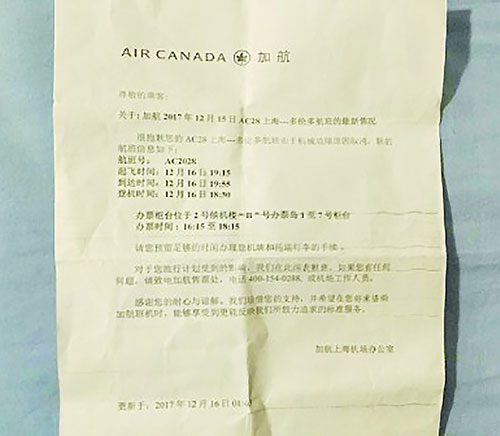 AIR CANADA 加航
尊敬的乘客：
关于：加航 2017 年 12 月 15 日 AC28 上海—多伦多航班的最新情况
很抱歉您的 AC28 上海—多伦多航班由于机械故障原因取消，新航
航班信息如下：
航班号： AC2028
起飞时间：12 月 16 日 19:15
到达时间：12 月 16 日 19:55
登机时间：12 月 16 日 18:30
办票柜台位于 2 号候机楼“H”号办票岛 1 至 7 号柜台
办票时间：16:15 至 18:15
请您预留足够的时间办理登机牌和托运行李的手续。
对于您旅行计划受到的影响，我们在此深表歉意。如果您有任何
问题，请致电加航售票处，电话 400-154-0288，或机场工作人员。
感谢您的耐心与谅解。我们珍惜您的支持，并希望在您将来搭乘
加航班机时，能够享受到更能反映我们所致力追求的标准服务。
加航上海机场办公室
更新于：2017 年 12 月 16 日